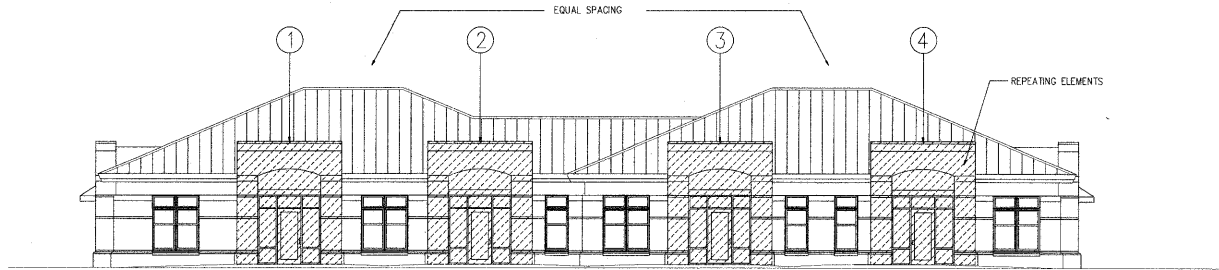 EQUAL SPACING
1 2 3 4
REPEATING ELEMENTS